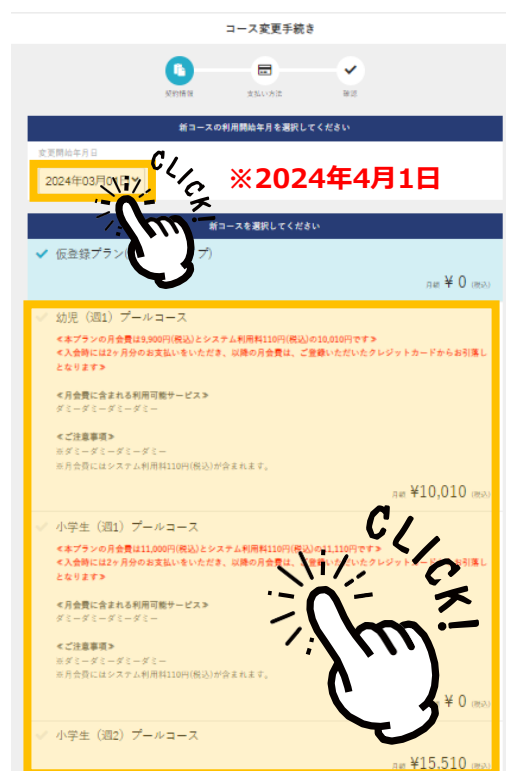 コース変更手続き
契約情報
支払い方法
確認
新コースの利用開始年月を選択してください
変更開始年月日
2024年03月01日
CLICK!
※2024年4月1日
新コースを選択してください
仮登録プラン(
プ)
月額 ¥ 0 (税込)
幼児（週1）プールコース
≪本プランの月会費は9,900円(税込)とシステム利用料110円(税込)の10,010円です≫
≪入会時には2ヶ月分のお支払いをいただき、以降の月会費は、ご登録いただいたクレジットカードからお引落し
となります≫
≪月会費に含まれる利用可能サービス≫
ダミーダミーダミーダミー
≪ご注意事項≫
※ダミーダミーダミーダミー
※月会費にはシステム利用料110円(税込)が含まれます。
月額 ¥10,010 (税込)
小学生（週1）プールコース
≪本プランの月会費は11,000円(税込)とシステム利用料110円(税込)の11,110円です≫
≪入会時には2ヶ月分のお支払いをいただき、以降の月会費は、ご登録いただいたクレジットカードからお引落し
となります≫
CLICK!
≪月会費に含まれる利用可能サービス≫
ダミーダミーダミーダミー
≪ご注意事項≫
※ダミーダミーダミーダミー
※月会費にはシステム利用料110円(税込)が含まれます。
¥ 0 (税込)
小学生（週2）プールコース
月額 ¥15,510 (税込)